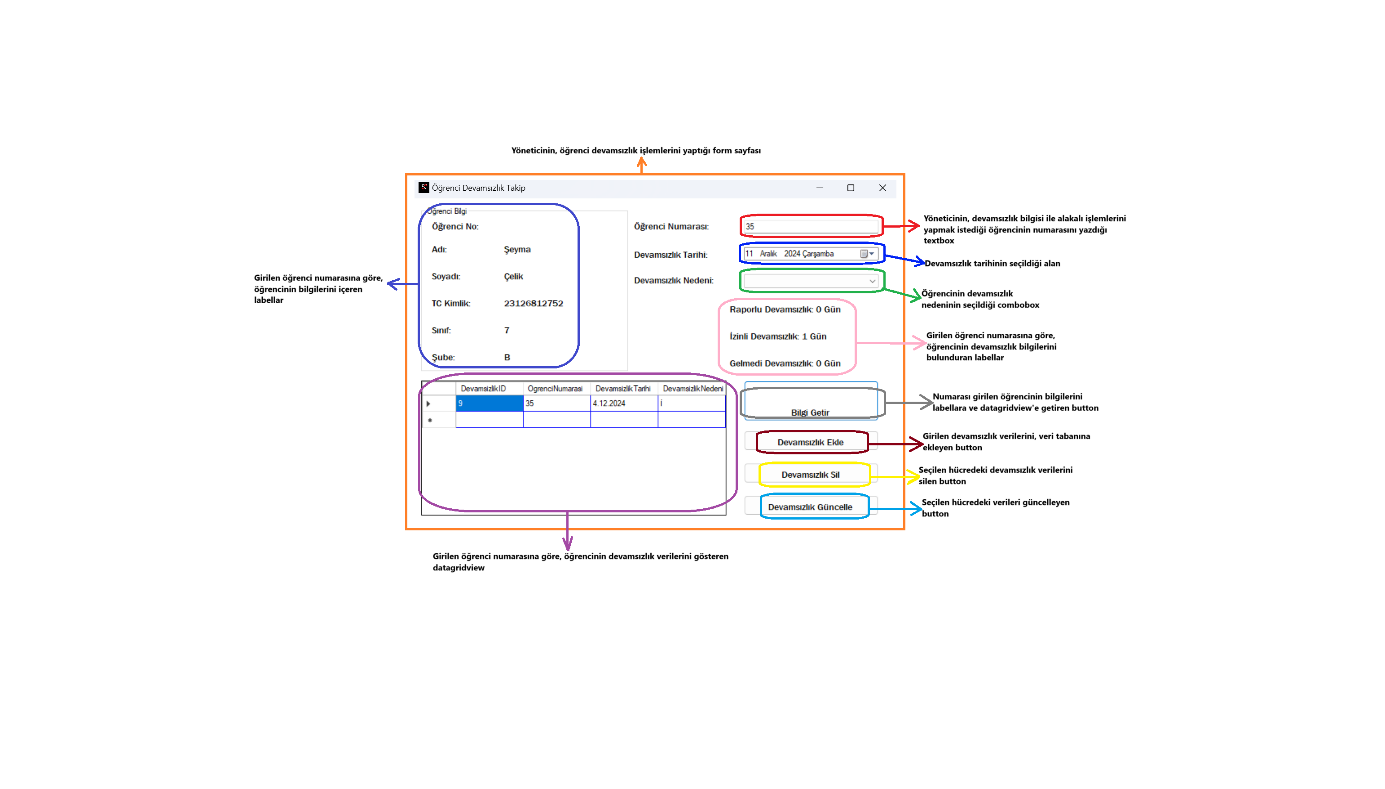 Yöneticinin, öğrenci devamsızlık işlemlerini yaptığı form sayfası
Öğrenci Devamsızlık Takip
Öğrenci Bilgi
Öğrenci No:
Adı: Şeyma
Soyadı: Çelik
TC Kimlik: 23126812752
Sınıf: 7
Şube: B
Girilen öğrenci numarasına göre,
öğrencinin bilgilerini içeren
labellar
Öğrenci Numarası: 35
Devamsızlık Tarihi: 11 Aralık 2024 Çarşamba
Devamsızlık Nedeni:
Raporlu Devamsızlık: 0 Gün
İzinli Devamsızlık: 1 Gün
Gelmedi Devamsızlık: 0 Gün
Yöneticinin, devamsızlık bilgisi ile alakalı işlemlerini
yapmak istediği öğrencinin numarasını yazdığı
textbox
Devamsızlık tarihinin seçildiği alan
Öğrencinin devamsızlık
nedeninin seçildiği combobox
Girilen öğrenci numarasına göre,
öğrencinin devamsızlık bilgilerini
bulunduran labellar
DevamsizlikID OgrenciNumarasi DevamsizlikTarihi DevamsizlikNedeni
9 35 4.12.2024 i
Bilgi Getir
Devamsızlık Ekle
Devamsızlık Sil
Devamsızlık Güncelle
Numarası girilen öğrencinin bilgilerini
labellara ve datagridview'e getiren button
Girilen devamsızlık verilerini, veri tabanına
ekleyen button
Seçilen hücredeki devamsızlık verilerini
silen button
Seçilen hücredeki verileri güncelleyen
button
Girilen öğrenci numarasına göre, öğrencinin devamsızlık verilerini gösteren
datagridview